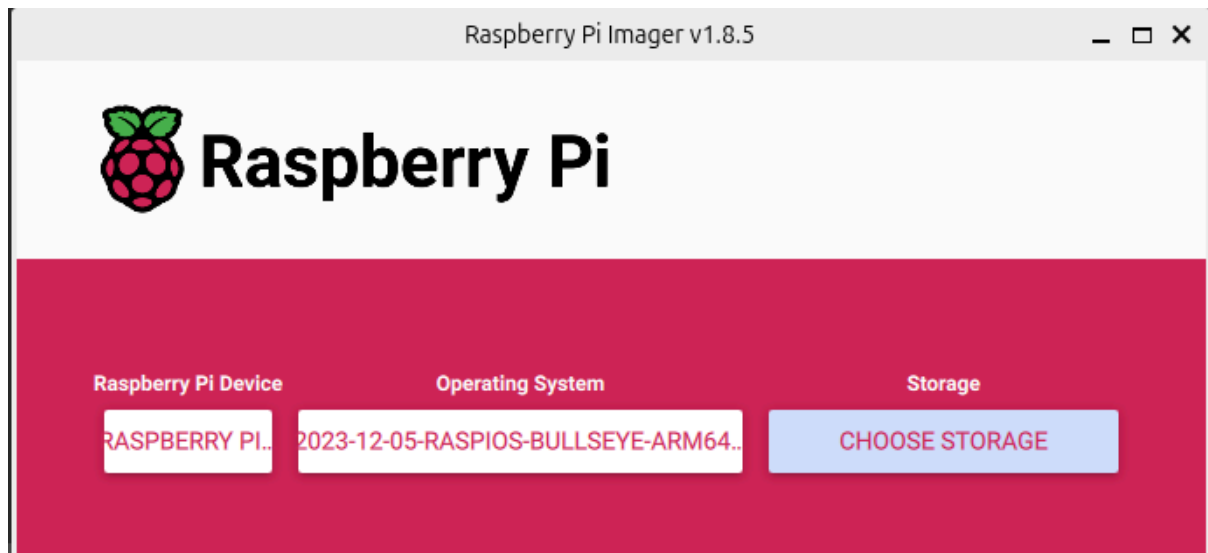 Raspberry Pi Imager v1.8.5
Raspberry Pi
Raspberry Pi Device
Operating System
Storage
RASPBERRY PI..
2023-12-05-RASPIOS-BULLSEYE-ARM64..
CHOOSE STORAGE